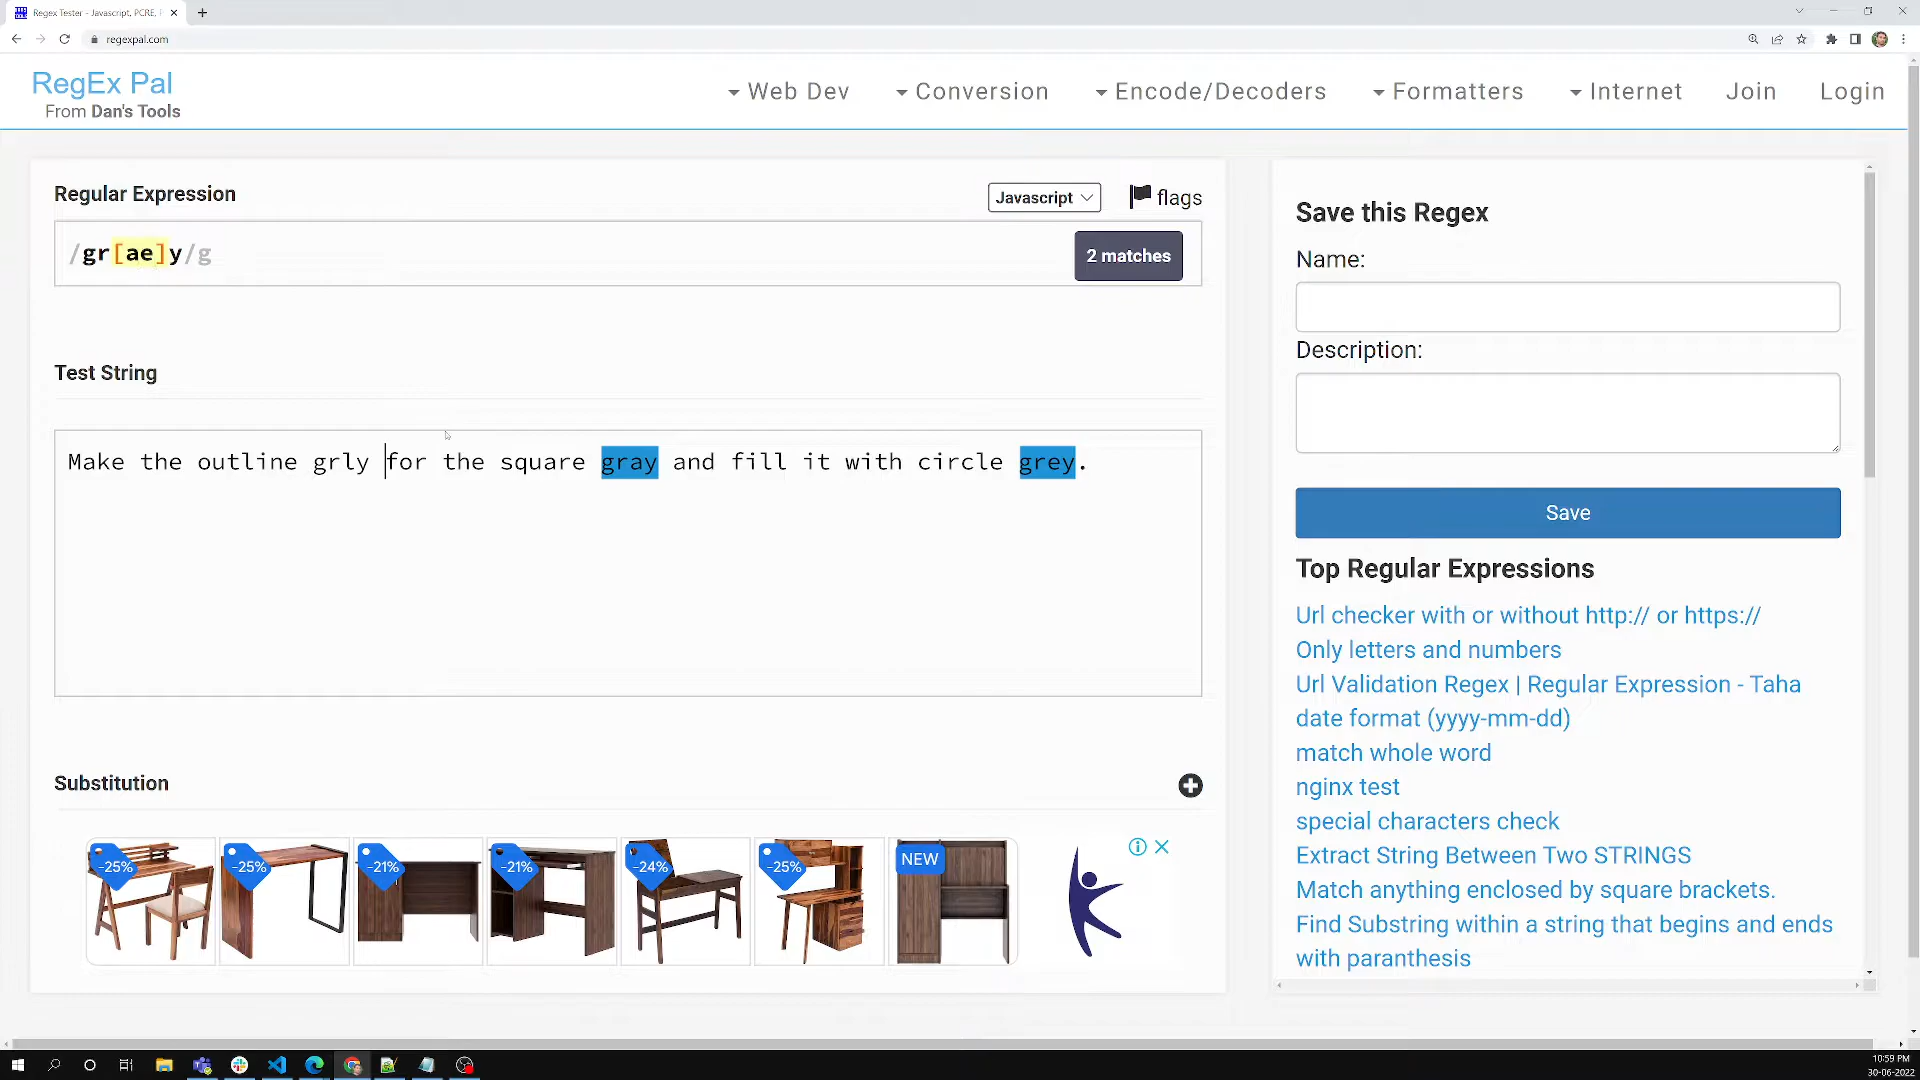 Regex Tester - Javascript, PCRE,
regexpal.com
RegEx Pal
From Dan's Tools
Web Dev
Conversion
Encode/Decoders
Formatters
Internet
Join
Login
Regular Expression
Javascript
flags
/gr[ae]y/g
2 matches
Test String
Make the outline grly for the square gray and fill it with circle grey.
Substitution
-25%
-25%
-21%
-21%
-24%
-25%
NEW
Save this Regex
Name:
Description:
Save
Top Regular Expressions
Url checker with or without http:// or https://
Only letters and numbers
Url Validation Regex | Regular Expression - Taha
date format (yyyy-mm-dd)
match whole word
nginx test
special characters check
Extract String Between Two STRINGS
Match anything enclosed by square brackets.
Find Substring within a string that begins and ends
with paranthesis
10:59 PM
30-06-2022